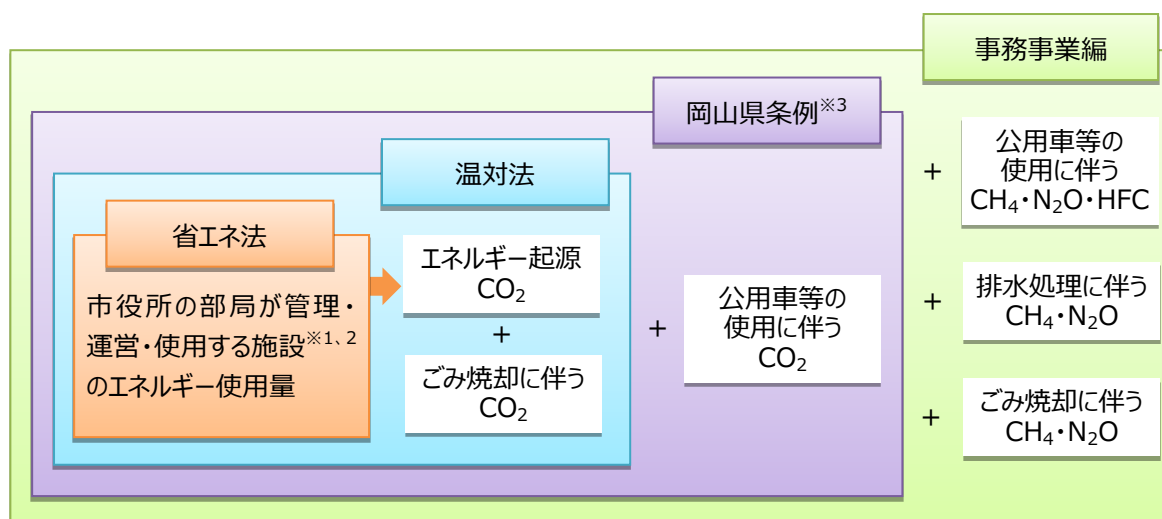 事務事業編
岡山県条例※3
温対法
省エネ法
市役所の部局が管理・
運営・使用する施設※1、2
のエネルギー使用量
エネルギー起源
CO2
+
ごみ焼却に伴う
CO2
+
公用車等の
使用に伴う
CO2
+
公用車等の
使用に伴う
CH4・N2O・HFC
+
排水処理に伴う
CH4・N2O
+
ごみ焼却に伴う
CH4・N2O